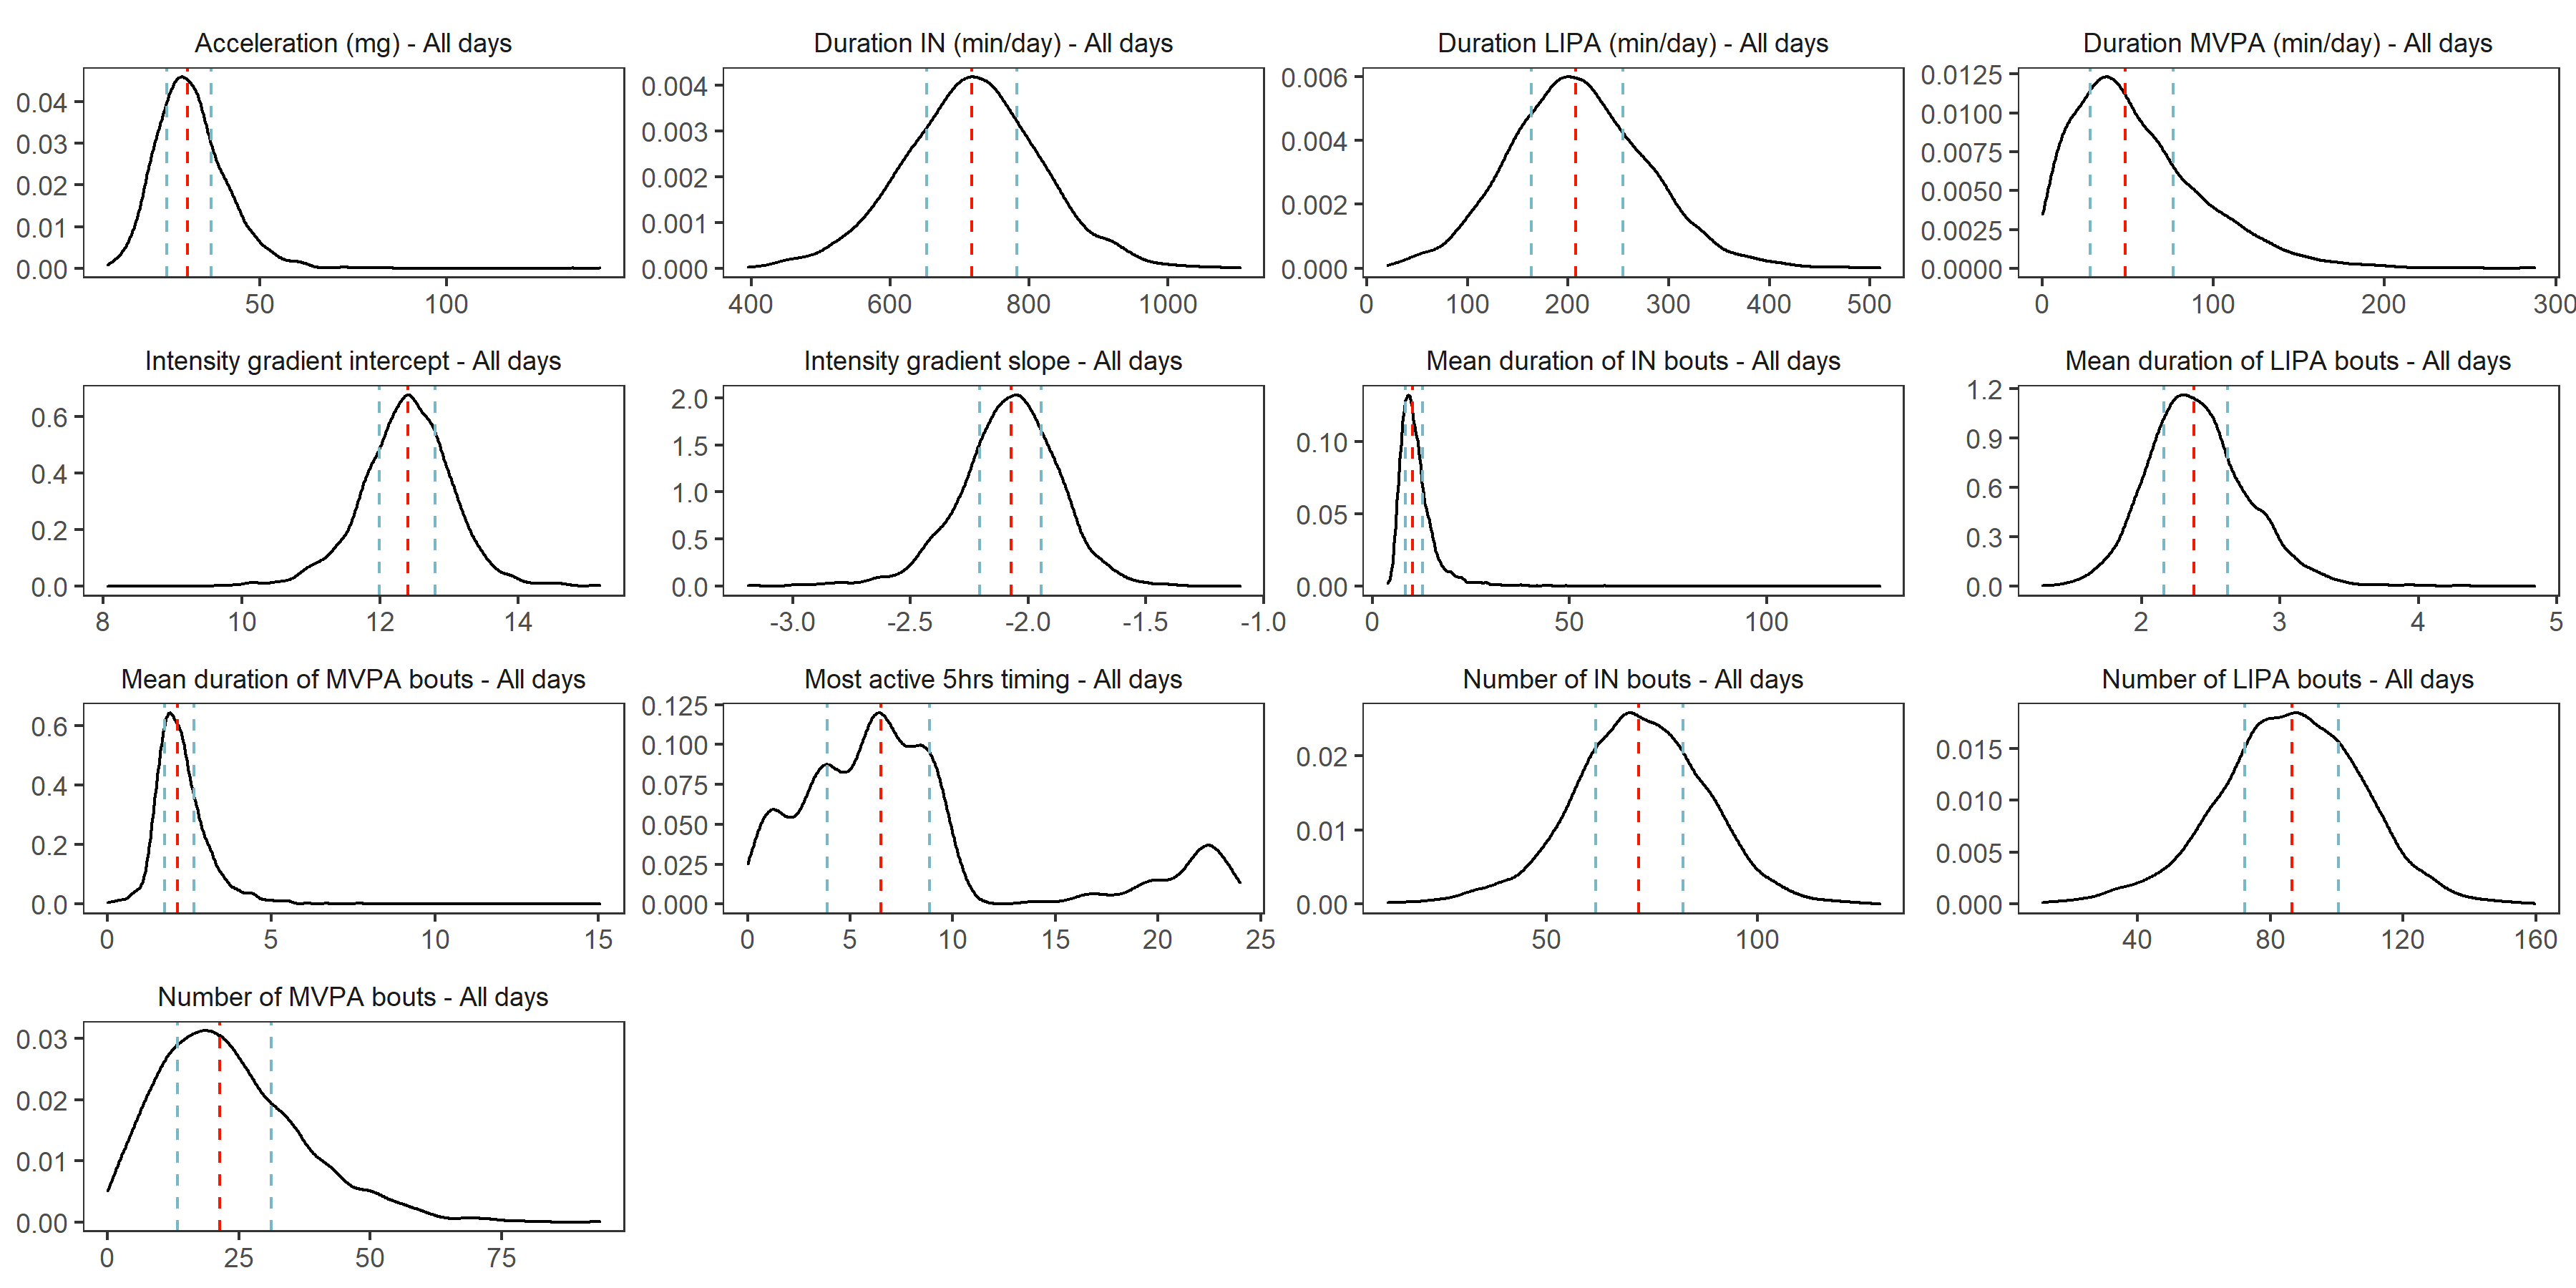 Acceleration (mg) - All days
0.04
0.03
0.02
0.01
0.00
50 100
Duration IN (min/day) - All days
0.004
0.003
0.002
0.001
0.000
400 600 800 1000
Duration LIPA (min/day) - All days
0.006
0.004
0.002
0.000
0 100 200 300 400 500
Duration MVPA (min/day) - All days
0.0125
0.0100
0.0075
0.0050
0.0025
0.0000
0 100 200 300
Intensity gradient intercept - All days
0.6
0.4
0.2
0.0
8 10 12 14
Intensity gradient slope - All days
2.0
1.5
1.0
0.5
0.0
-3.0 -2.5 -2.0 -1.5 -1.0
Mean duration of IN bouts - All days
0.10
0.05
0.00
0 50 100
Mean duration of LIPA bouts - All days
1.2
0.9
0.6
0.3
0.0
2 3 4 5
Mean duration of MVPA bouts - All days
0.6
0.4
0.2
0.0
0 5 10 15
Most active 5hrs timing - All days
0.125
0.100
0.075
0.050
0.025
0.000
0 5 10 15 20 25
Number of IN bouts - All days
0.02
0.01
0.00
50 100
Number of LIPA bouts - All days
0.015
0.010
0.005
0.000
40 80 120 160
Number of MVPA bouts - All days
0.03
0.02
0.01
0.00
0 25 50 75